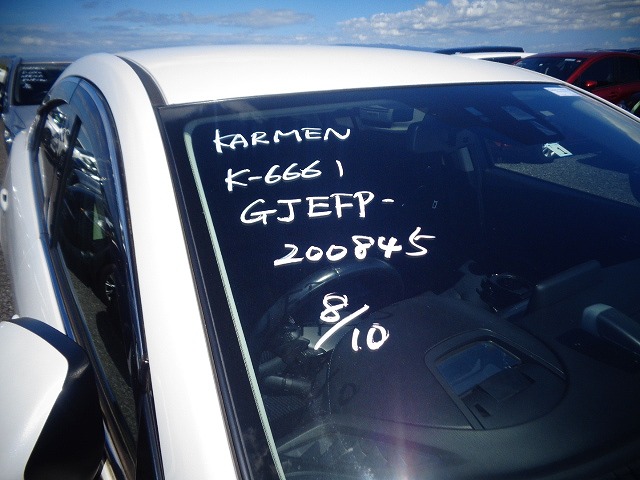 KARMEN
K-6661
GJEFP-
200845
8/10